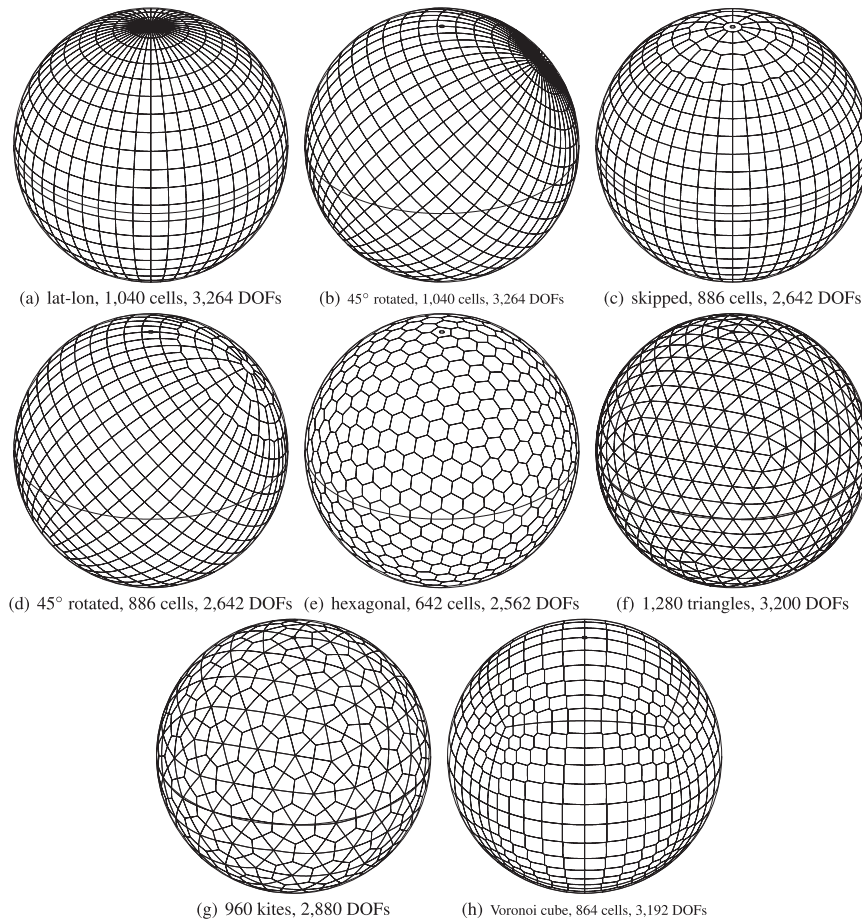 (a) lat-lon, 1,040 cells, 3,264 DOFs
(b) 45° rotated, 1,040 cells, 3,264 DOFs
(c) skipped, 886 cells, 2,642 DOFs
(d) 45° rotated, 886 cells, 2,642 DOFs
(e) hexagonal, 642 cells, 2,562 DOFs
(f) 1,280 triangles, 3,200 DOFs
(g) 960 kites, 2,880 DOFs
(h) Voronoi cube, 864 cells, 3,192 DOFs